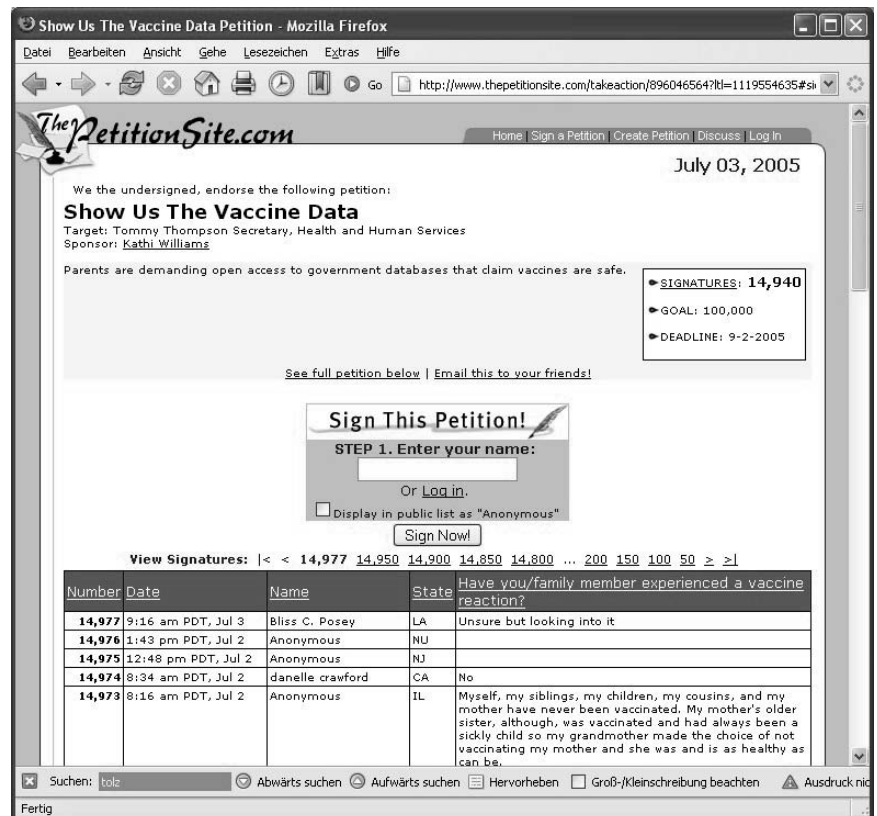 Show Us The Vaccine Data Petition - Mozilla Firefox
Datei Bearbeiten Ansicht Gehe Lesezeichen Extras Hilfe
Go http://www.thepetitionsite.com/takeaction/896046564?ltl=1119554635#si
ThePetitionSite.com
Home | Sign a Petition | Create Petition | Discuss | Log In
July 03, 2005
We the undersigned, endorse the following petition:
Show Us The Vaccine Data
Target: Tommy Thompson Secretary, Health and Human Services
Sponsor: Kathi Williams
Parents are demanding open access to government databases that claim vaccines are safe.
SIGNATURES: 14,940
GOAL: 100,000
DEADLINE: 9-2-2005
See full petition below | Email this to your friends!
Sign This Petition!
STEP 1. Enter your name:
Or Log in.
Display in public list as "Anonymous"
Sign Now!
View Signatures: |< < 14,977 14,950 14,900 14,850 14,800 ... 200 150 100 50 > >|
Number Date Name State Have you/family member experienced a vaccine
reaction?
14,977 9:16 am PDT, Jul 3 Bliss C. Posey LA Unsure but looking into it
14,976 1:43 pm PDT, Jul 2 Anonymous NU
14,975 12:48 pm PDT, Jul 2 Anonymous NJ
14,974 8:34 am PDT, Jul 2 danelle crawford CA No
14,973 8:16 am PDT, Jul 2 Anonymous IL Myself, my siblings, my children, my cousins, and my
mother have never been vaccinated. My mother's older
sister, although, was vaccinated and had always been a
sickly child so my grandmother made the choice of not
vaccinating my mother and she was and is as healthy as
can be.
Suchen: tolz Abwärts suchen Aufwärts suchen Hervorheben Groß-/Kleinschreibung beachten Ausdruck nic
Fertig